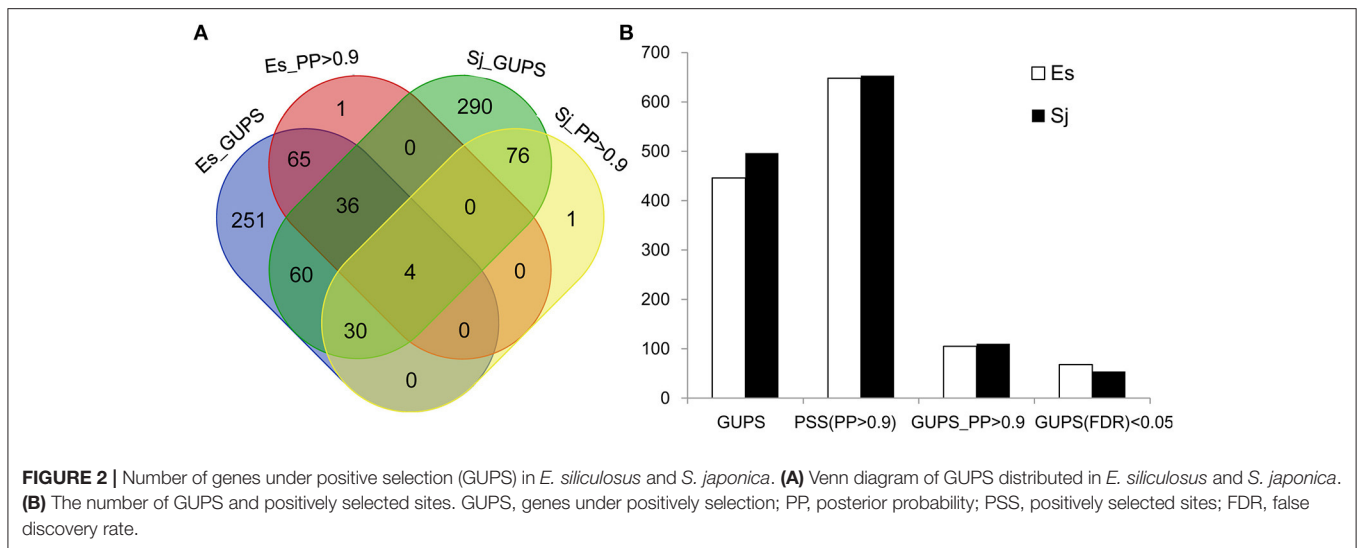 A
Es_PP>0.9
Sj_GUPS
Es_GUPS
Sj_PP>0.9
1
290
65
0
76
251
36
0
1
60
4
0
30
0
0
B
700
600
500
400
300
200
100
0
Es
Sj
GUPS
PSS(PP>0.9)
GUPS_PP>0.9
GUPS(FDR)<0.05
FIGURE 2 | Number of genes under positive selection (GUPS) in E. siliculosus and S. japonica. (A) Venn diagram of GUPS distributed in E. siliculosus and S. japonica.
(B) The number of GUPS and positively selected sites. GUPS, genes under positively selection; PP, posterior probability; PSS, positively selected sites; FDR, false
discovery rate.